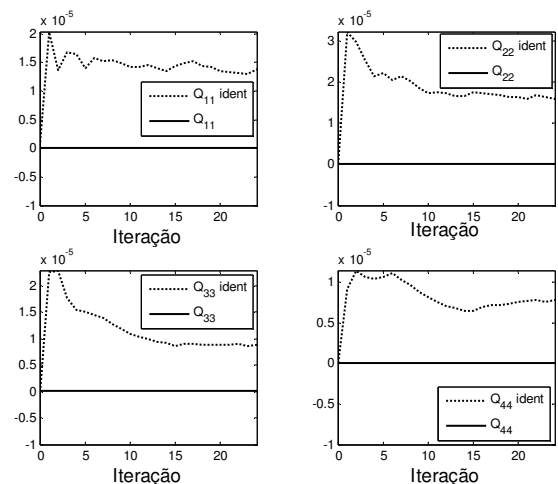 x 10⁻⁵
2
1.5
1
0.5
0
-0.5
-1
0 5 10 15 20
Iteração
Q₁₁ ident
Q₁₁
x 10⁻⁵
3
2
1
0
-1
0 5 10 15 20
Iteração
Q₂₂ ident
Q₂₂
x 10⁻⁵
2
1.5
1
0.5
0
-0.5
-1
0 5 10 15 20
Iteração
Q₃₃ ident
Q₃₃
x 10⁻⁵
1
0.5
0
-0.5
-1
0 5 10 15 20
Iteração
Q₄₄ ident
Q₄₄